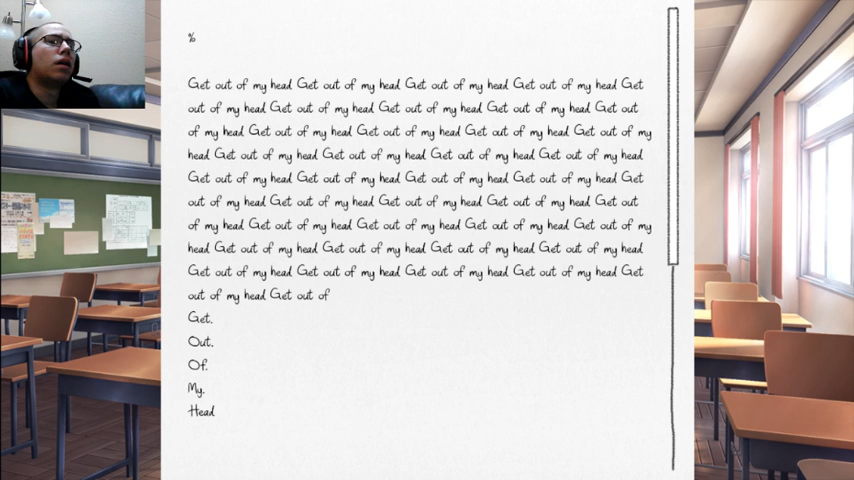 %
Get out of my head Get out of my head Get out of my head Get out of my head Get
out of my head Get out of my head Get out of my head Get out of my head Get out
of my head Get out of my head Get out of my head Get out of my head Get out of my
head Get out of my head Get out of my head Get out of my head Get out of my head
Get out of my head Get out of my head Get out of my head Get out of my head Get
out of my head Get out of my head Get out of my head Get out of my head Get out
of my head Get out of my head Get out of my head Get out of my head Get out of my
head Get out of my head Get out of my head Get out of my head Get out of my head
Get out of my head Get out of my head Get out of my head Get out of my head Get
out of my head Get out of
Get.
Out.
Of.
My.
Head